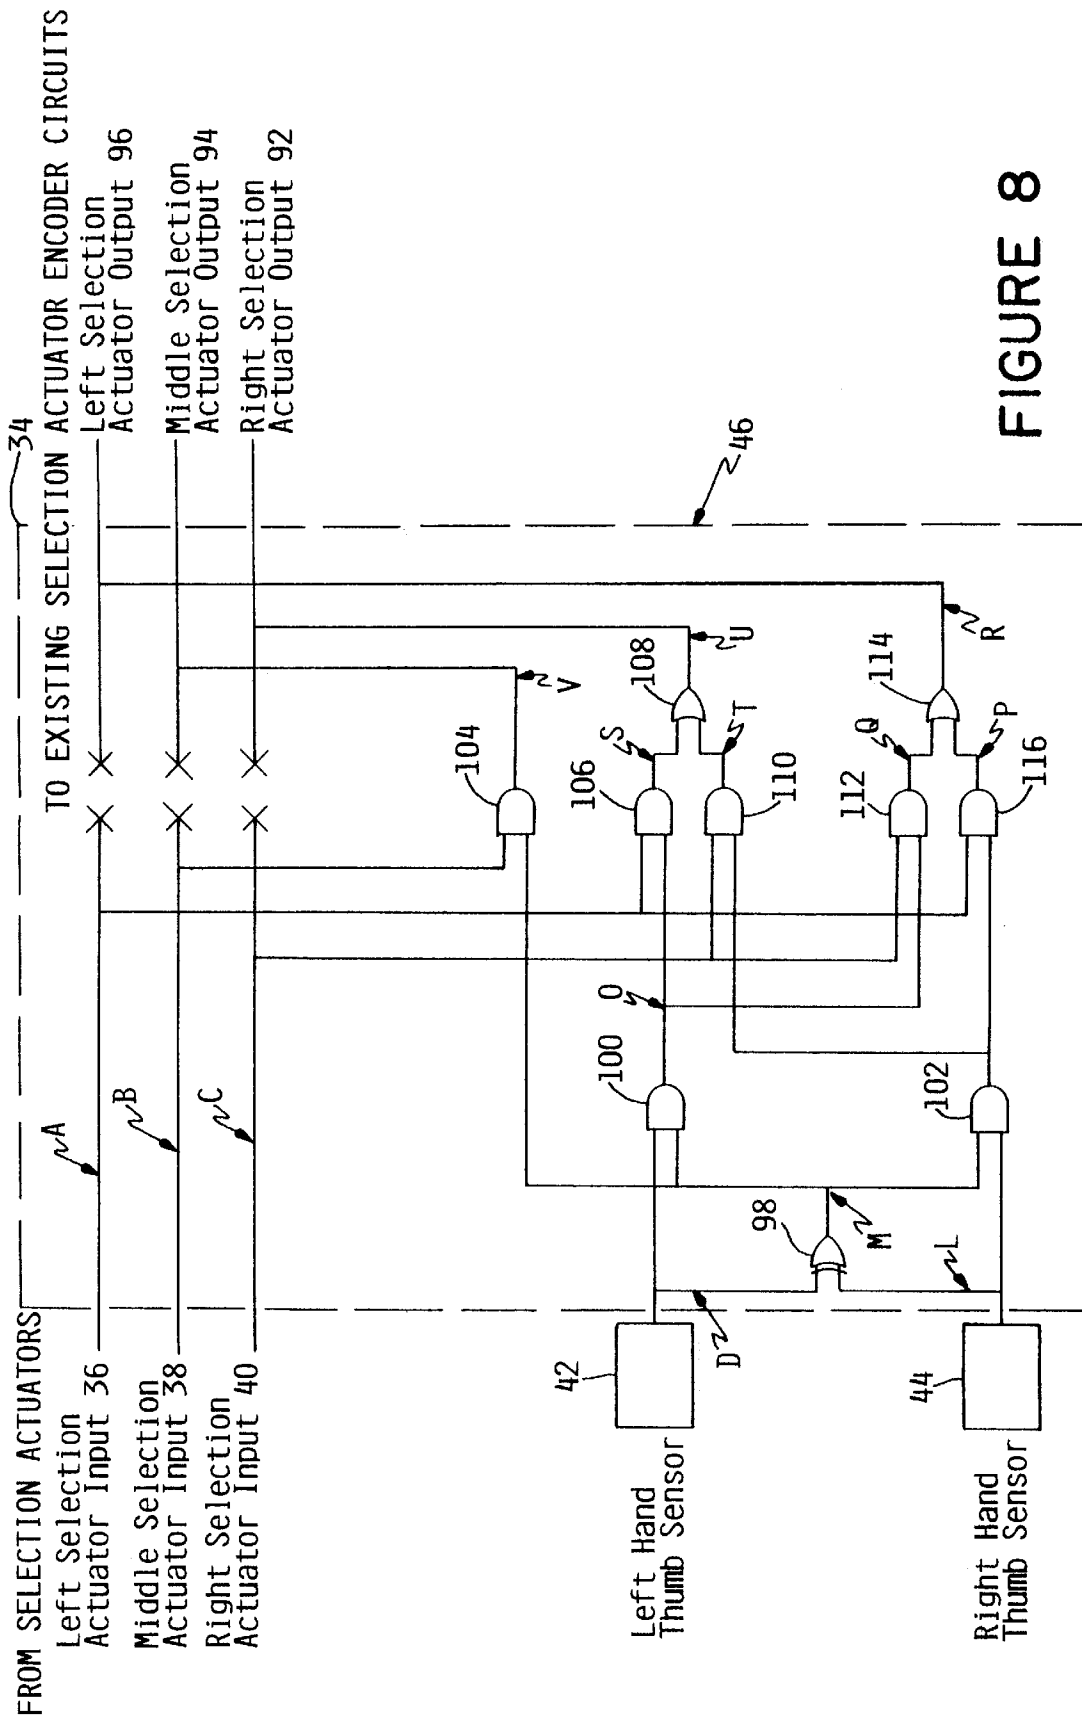 FROM SELECTION ACTUATORS
TO EXISTING SELECTION ACTUATOR ENCODER CIRCUITS
34
Left Selection
Actuator Input 36
Middle Selection
Actuator Input 38
Right Selection
Actuator Input 40
A
B
C
Left Selection
Actuator Output 96
Middle Selection
Actuator Output 94
Right Selection
Actuator Output 92
104
V
106
S
108
U
T
110
O
100
112
Q
114
R
P
116
102
98
M
D
L
42
Left Hand
Thumb Sensor
44
Right Hand
Thumb Sensor
46
FIGURE 8